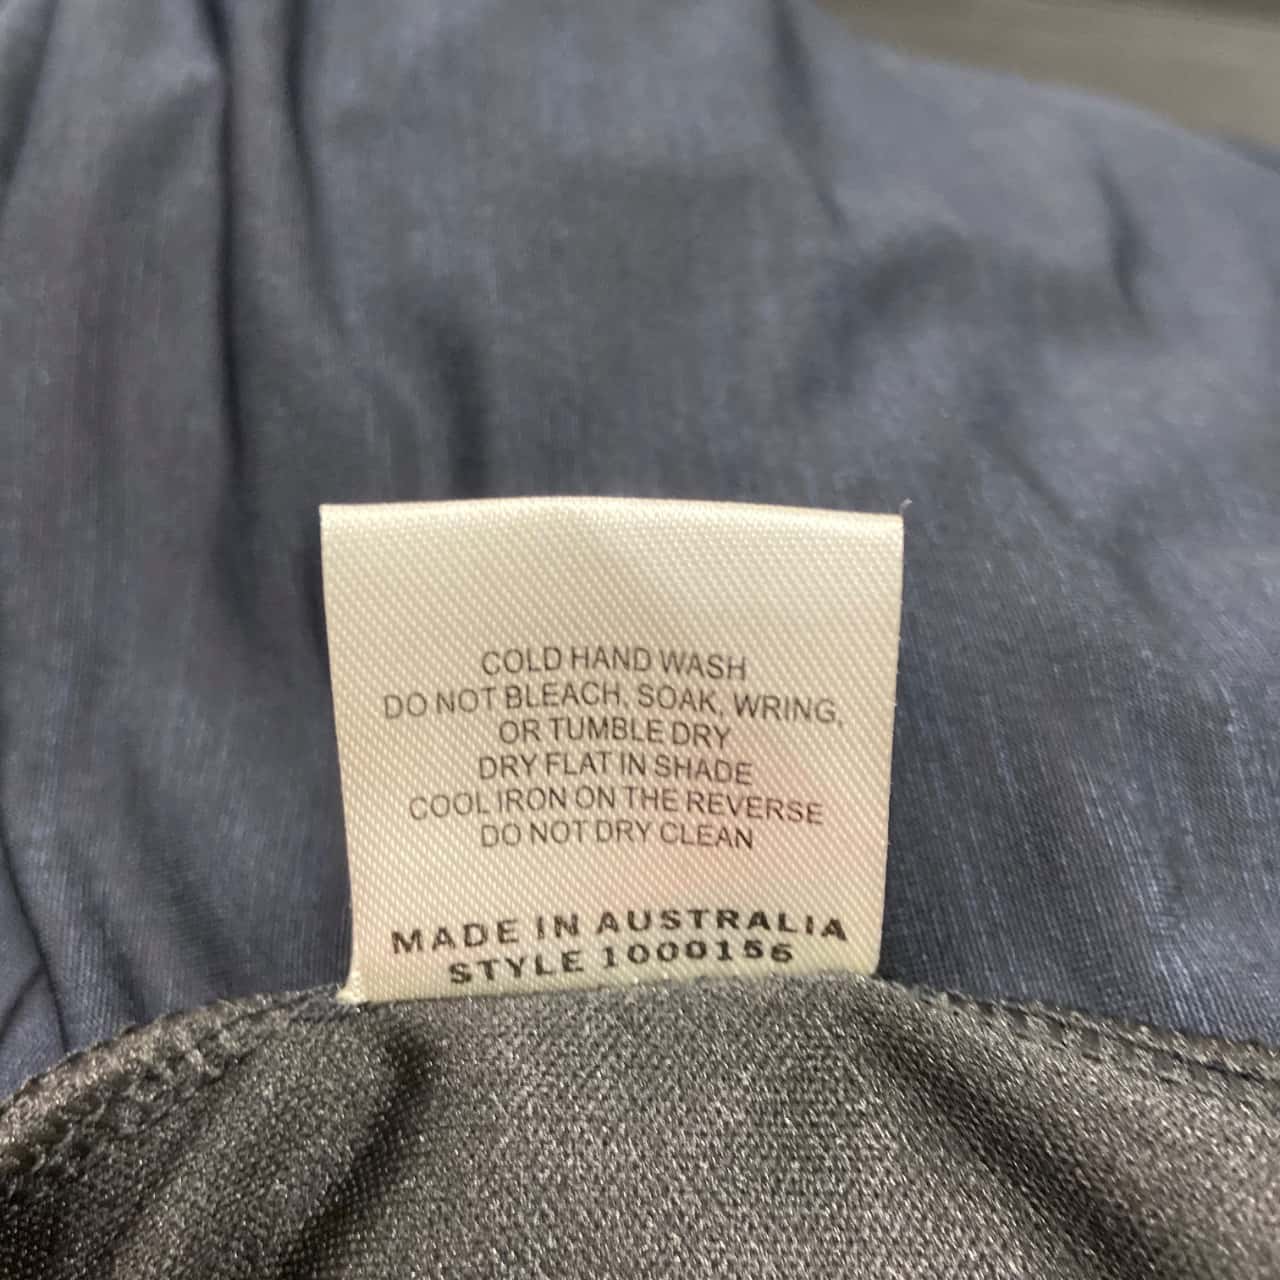 COLD HAND WASH
DO NOT BLEACH, SOAK, WRING,
OR TUMBLE DRY
DRY FLAT IN SHADE
COOL IRON ON THE REVERSE
DO NOT DRY CLEAN
MADE IN AUSTRALIA
STYLE 1000156